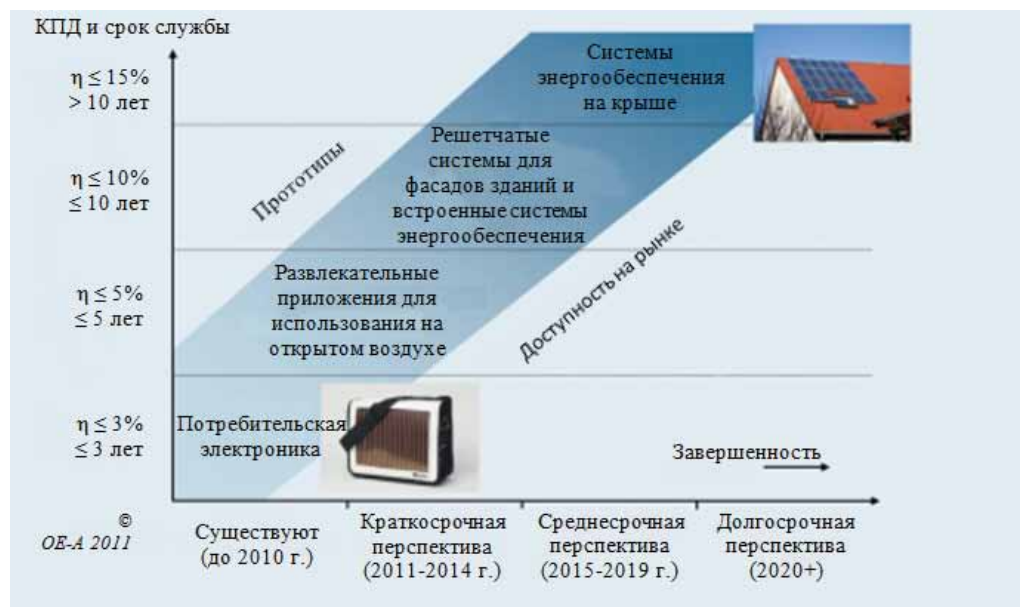 КПД и срок службы
η ≤ 15%
> 10 лет
Системы
энергообеспечения
на крыше
η ≤ 10%
≤ 10 лет
Прототипы
Решетчатые
системы для
фасадов зданий и
встроенные системы
энергообеспечения
η ≤ 5%
≤ 5 лет
Развлекательные
приложения для
использования на
открытом воздухе
Доступность на рынке
η ≤ 3%
≤ 3 лет
Потребительская
электроника
Завершенность
©
OE-A 2011
Существуют
(до 2010 г.)
Краткосрочная
перспектива
(2011-2014 г.)
Среднесрочная
перспектива
(2015-2019 г.)
Долгосрочная
перспектива
(2020+)